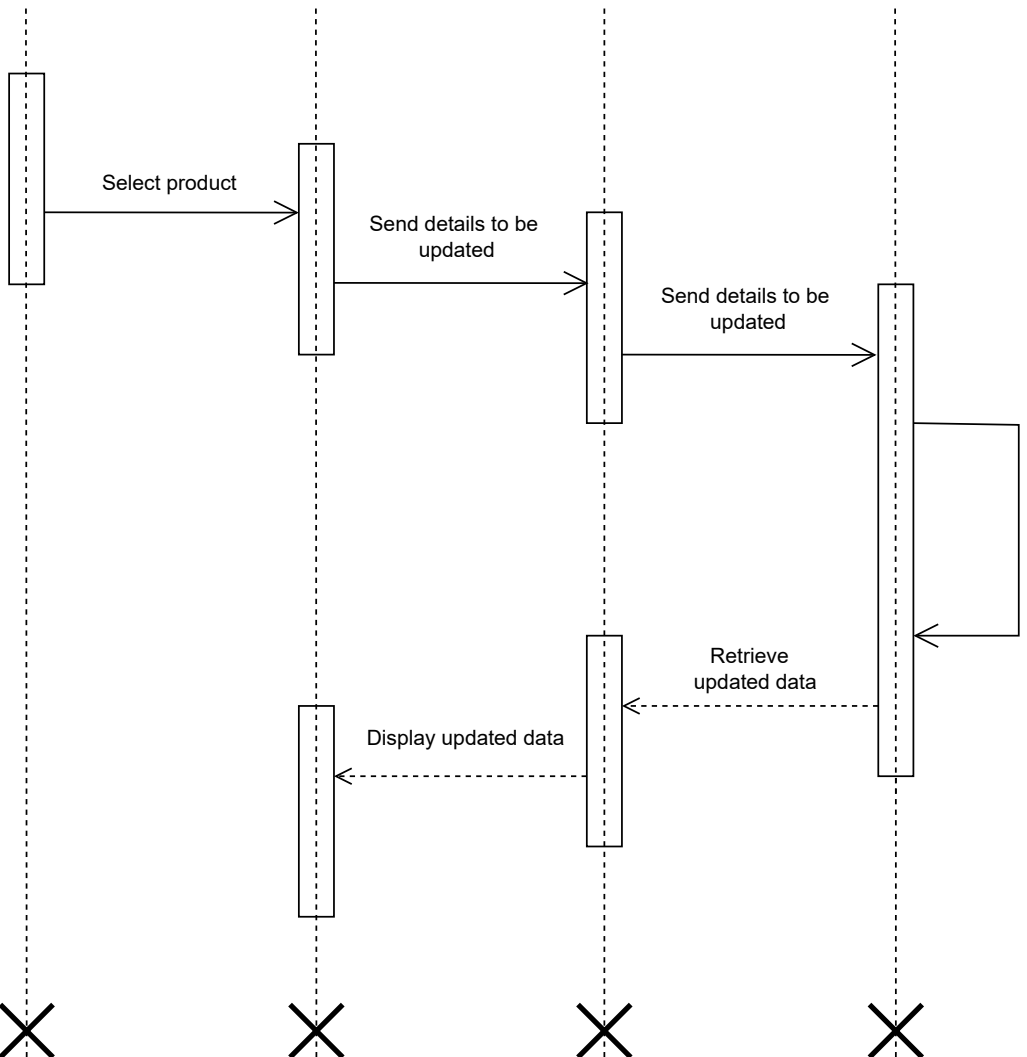 Select product
Send details to be
updated
Send details to be
updated
Retrieve
updated data
Display updated data